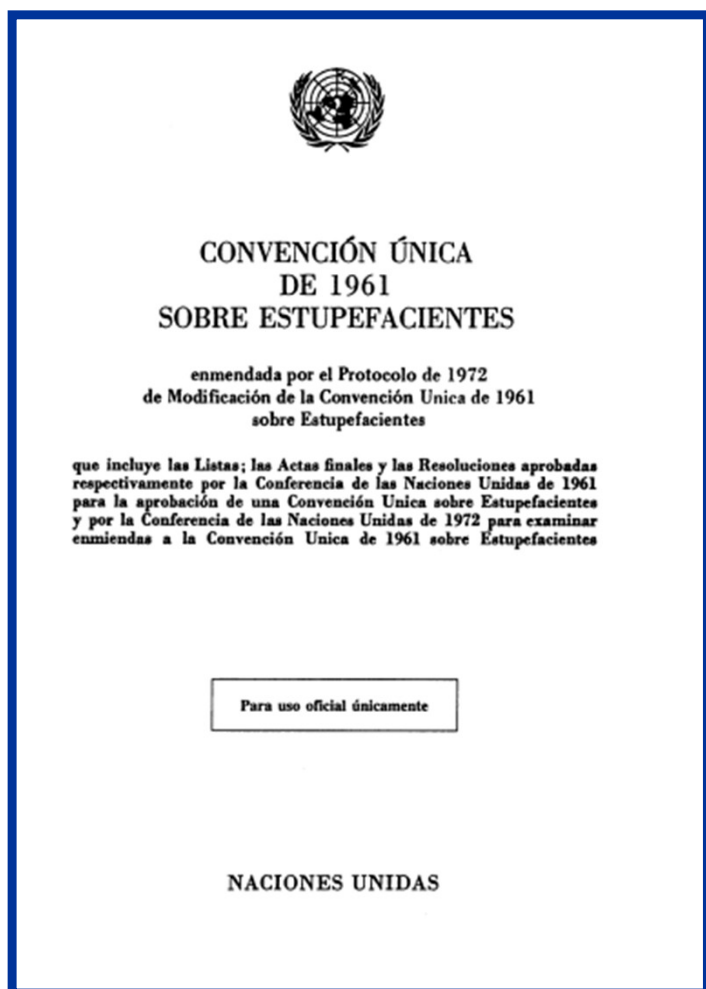 CONVENCIÓN ÚNICA
DE 1961
SOBRE ESTUPEFACIENTES
enmendada por el Protocolo de 1972
de Modificación de la Convención Unica de 1961
sobre Estupefacientes
que incluye las Listas; las Actas finales y las Resoluciones aprobadas
respectivamente por la Conferencia de las Naciones Unidas de 1961
para la aprobación de una Convención Unica sobre Estupefacientes
y por la Conferencia de las Naciones Unidas de 1972 para examinar
enmiendas a la Convención Unica de 1961 sobre Estupefacientes
Para uso oficial únicamente
NACIONES UNIDAS